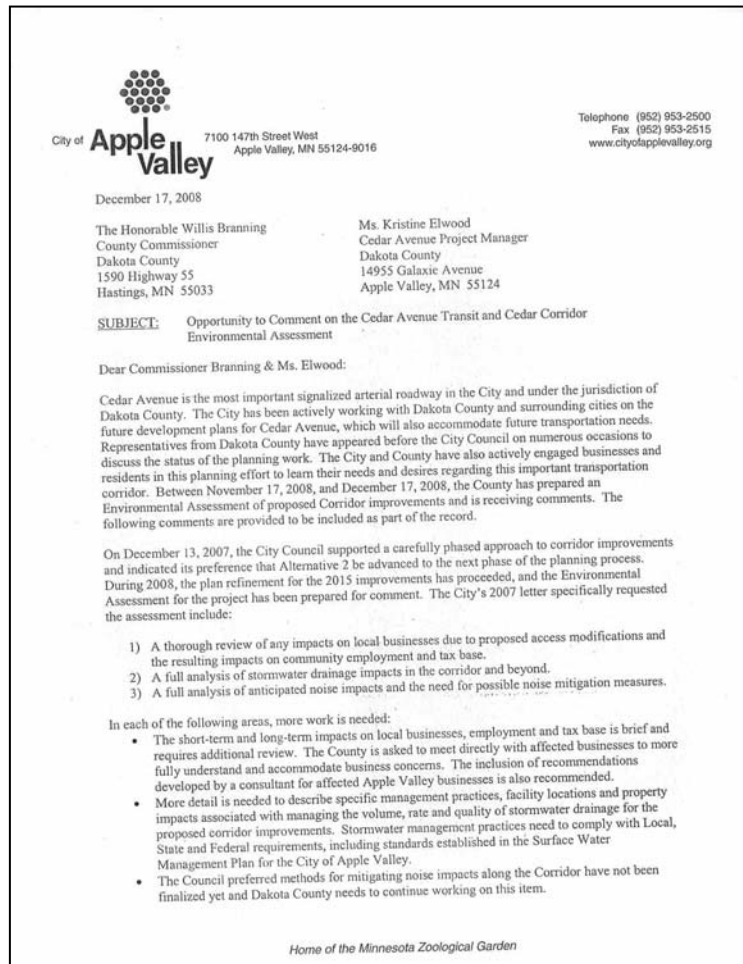 City of Apple Valley
7100 147th Street West
Apple Valley, MN 55124-9016
Telephone (952) 953-2500
Fax (952) 953-2515
www.cityofapplevalley.org
December 17, 2008
The Honorable Willis Branning
County Commissioner
Dakota County
1590 Highway 55
Hastings, MN 55033
Ms. Kristine Elwood
Cedar Avenue Project Manager
Dakota County
14955 Galaxie Avenue
Apple Valley, MN 55124
SUBJECT: Opportunity to Comment on the Cedar Avenue Transit and Cedar Corridor
Environmental Assessment
Dear Commissioner Branning & Ms. Elwood:
Cedar Avenue is the most important signalized arterial roadway in the City and under the jurisdiction of
Dakota County. The City has been actively working with Dakota County and surrounding cities on the
future development plans for Cedar Avenue, which will also accommodate future transportation needs.
Representatives from Dakota County have appeared before the City Council on numerous occasions to
discuss the status of the planning work. The City and County have also actively engaged businesses and
residents in this planning effort to learn their needs and desires regarding this important transportation
corridor. Between November 17, 2008, and December 17, 2008, the County has prepared an
Environmental Assessment of proposed Corridor improvements and is receiving comments. The
following comments are provided to be included as part of the record.
On December 13, 2007, the City Council supported a carefully phased approach to corridor improvements
and indicated its preference that Alternative 2 be advanced to the next phase of the planning process.
During 2008, the plan refinement for the 2015 improvements has proceeded, and the Environmental
Assessment for the project has been prepared for comment. The City's 2007 letter specifically requested
the assessment include:
1) A thorough review of any impacts on local businesses due to proposed access modifications and
the resulting impacts on community employment and tax base.
2) A full analysis of stormwater drainage impacts in the corridor and beyond.
3) A full analysis of anticipated noise impacts and the need for possible noise mitigation measures.
In each of the following areas, more work is needed:
• The short-term and long-term impacts on local businesses, employment and tax base is brief and
requires additional review. The County is asked to meet directly with affected businesses to more
fully understand and accommodate business concerns. The inclusion of recommendations
developed by a consultant for affected Apple Valley businesses is also recommended.
• More detail is needed to describe specific management practices, facility locations and property
impacts associated with managing the volume, rate and quality of stormwater drainage for the
proposed corridor improvements. Stormwater management practices need to comply with Local,
State and Federal requirements, including standards established in the Surface Water
Management Plan for the City of Apple Valley.
• The Council preferred methods for mitigating noise impacts along the Corridor have not been
finalized yet and Dakota County needs to continue working on this item.
Home of the Minnesota Zoological Garden